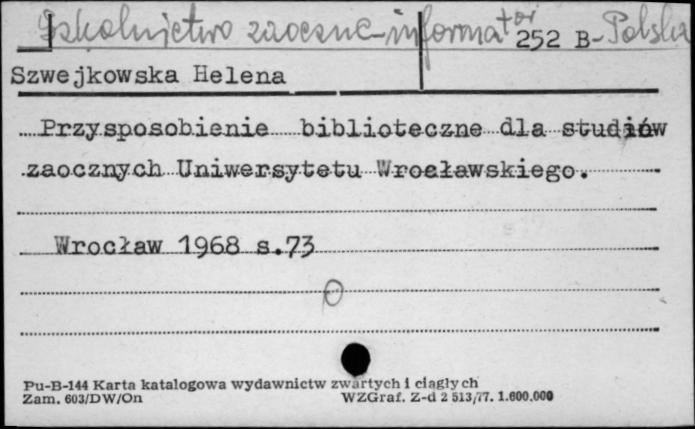 Szkolnictwo zaoczne-informator
252 B-Polska
Szwejkowska Helena
Przysposobienie biblioteczne dla studiów
zaocznych Uniwersytetu Wrocławskiego.
Wrocław 1968 s.73
0
Pu-B-144 Karta katalogowa wydawnictw zwartych i ciągłych
Zam. 603/DW/On WZGraf. Z-d 2 513/77. 1.600.000